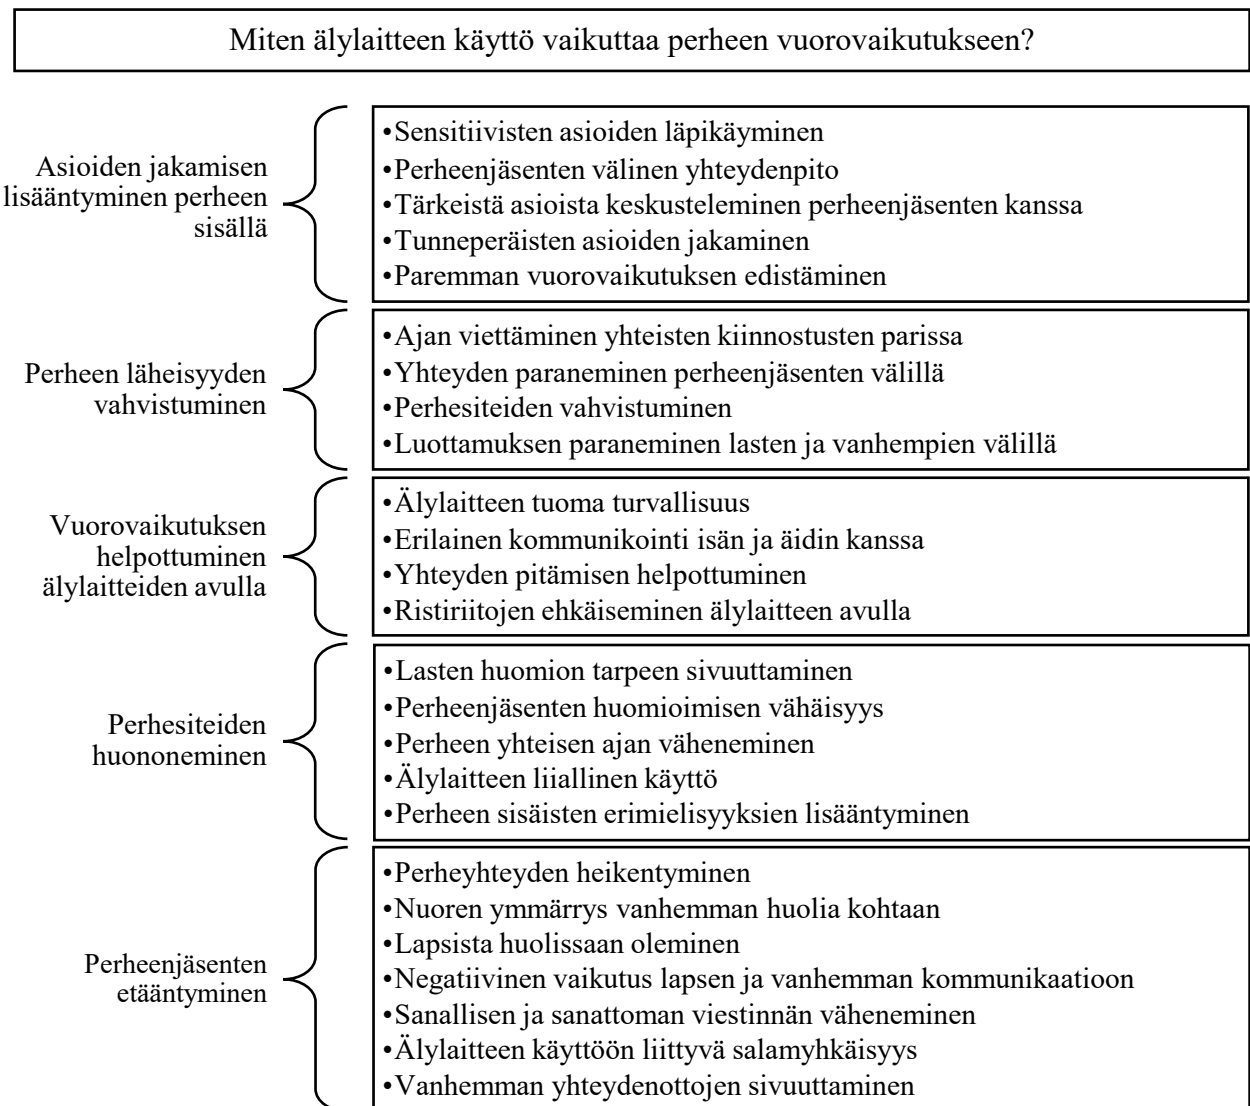 Miten älylaitteen käyttö vaikuttaa perheen vuorovaikutukseen?
Asioiden jakamisen
lisääntyminen perheen
sisällä
•Sensitiivisten asioiden läpikäyminen
•Perheenjäsenten välinen yhteydenpito
•Tärkeistä asioista keskusteleminen perheenjäsenten kanssa
•Tunneperäisten asioiden jakaminen
•Paremman vuorovaikutuksen edistäminen
Perheen läheisyyden
vahvistuminen
•Ajan viettäminen yhteisten kiinnostusten parissa
•Yhteyden paraneminen perheenjäsenten välillä
•Perhesiteiden vahvistuminen
•Luottamuksen paraneminen lasten ja vanhempien välillä
Vuorovaikutuksen
helpottuminen
älylaitteiden avulla
•Älylaitteen tuoma turvallisuus
•Erilainen kommunikointi isän ja äidin kanssa
•Yhteyden pitämisen helpottuminen
•Ristiriitojen ehkäiseminen älylaitteen avulla
Perhesiteiden
huononeminen
•Lasten huomion tarpeen sivuuttaminen
•Perheenjäsenten huomioimisen vähäisyys
•Perheen yhteisen ajan väheneminen
•Älylaitteen liiallinen käyttö
•Perheen sisäisten erimielisyyksien lisääntyminen
Perheenjäsenten
etääntyminen
•Perheyhteyden heikentyminen
•Nuoren ymmärrys vanhemman huolia kohtaan
•Lapsista huolissaan oleminen
•Negatiivinen vaikutus lapsen ja vanhemman kommunikaatioon
•Sanallisen ja sanattoman viestinnän väheneminen
•Älylaitteen käyttöön liittyvä salamyhkäisyys
•Vanhemman yhteydenottojen sivuuttaminen